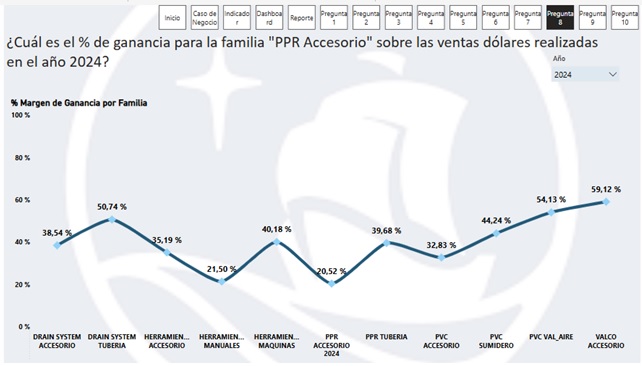 Inicio
Caso de
Negocio
Indicado
r
Dashboa
rd
Reporte
Pregunta
1
Pregunta
2
Pregunta
3
Pregunta
4
Pregunta
5
Pregunta
6
Pregunta
7
Pregunta
8
Pregunta
9
Pregunta
10
¿Cuál es el % de ganancia para la familia "PPR Accesorio" sobre las ventas dólares realizadas
en el año 2024?
Año
2024
% Margen de Ganancia por Familia
100 %
80 %
60 %
40 %
20 %
0 %
38,54 %
50,74 %
35,19 %
21,50 %
40,18 %
20,52 %
39,68 %
32,83 %
44,24 %
54,13 %
59,12 %
DRAIN SYSTEM
ACCESORIO
DRAIN SYSTEM
TUBERIA
HERRAMIEN...
ACCESORIO
HERRAMIEN...
MANUALES
HERRAMIEN...
MAQUINAS
PPR
ACCESORIO
2024
PPR TUBERIA
PVC
ACCESORIO
PVC
SUMIDERO
PVC VAL_AIRE
VALCO
ACCESORIO